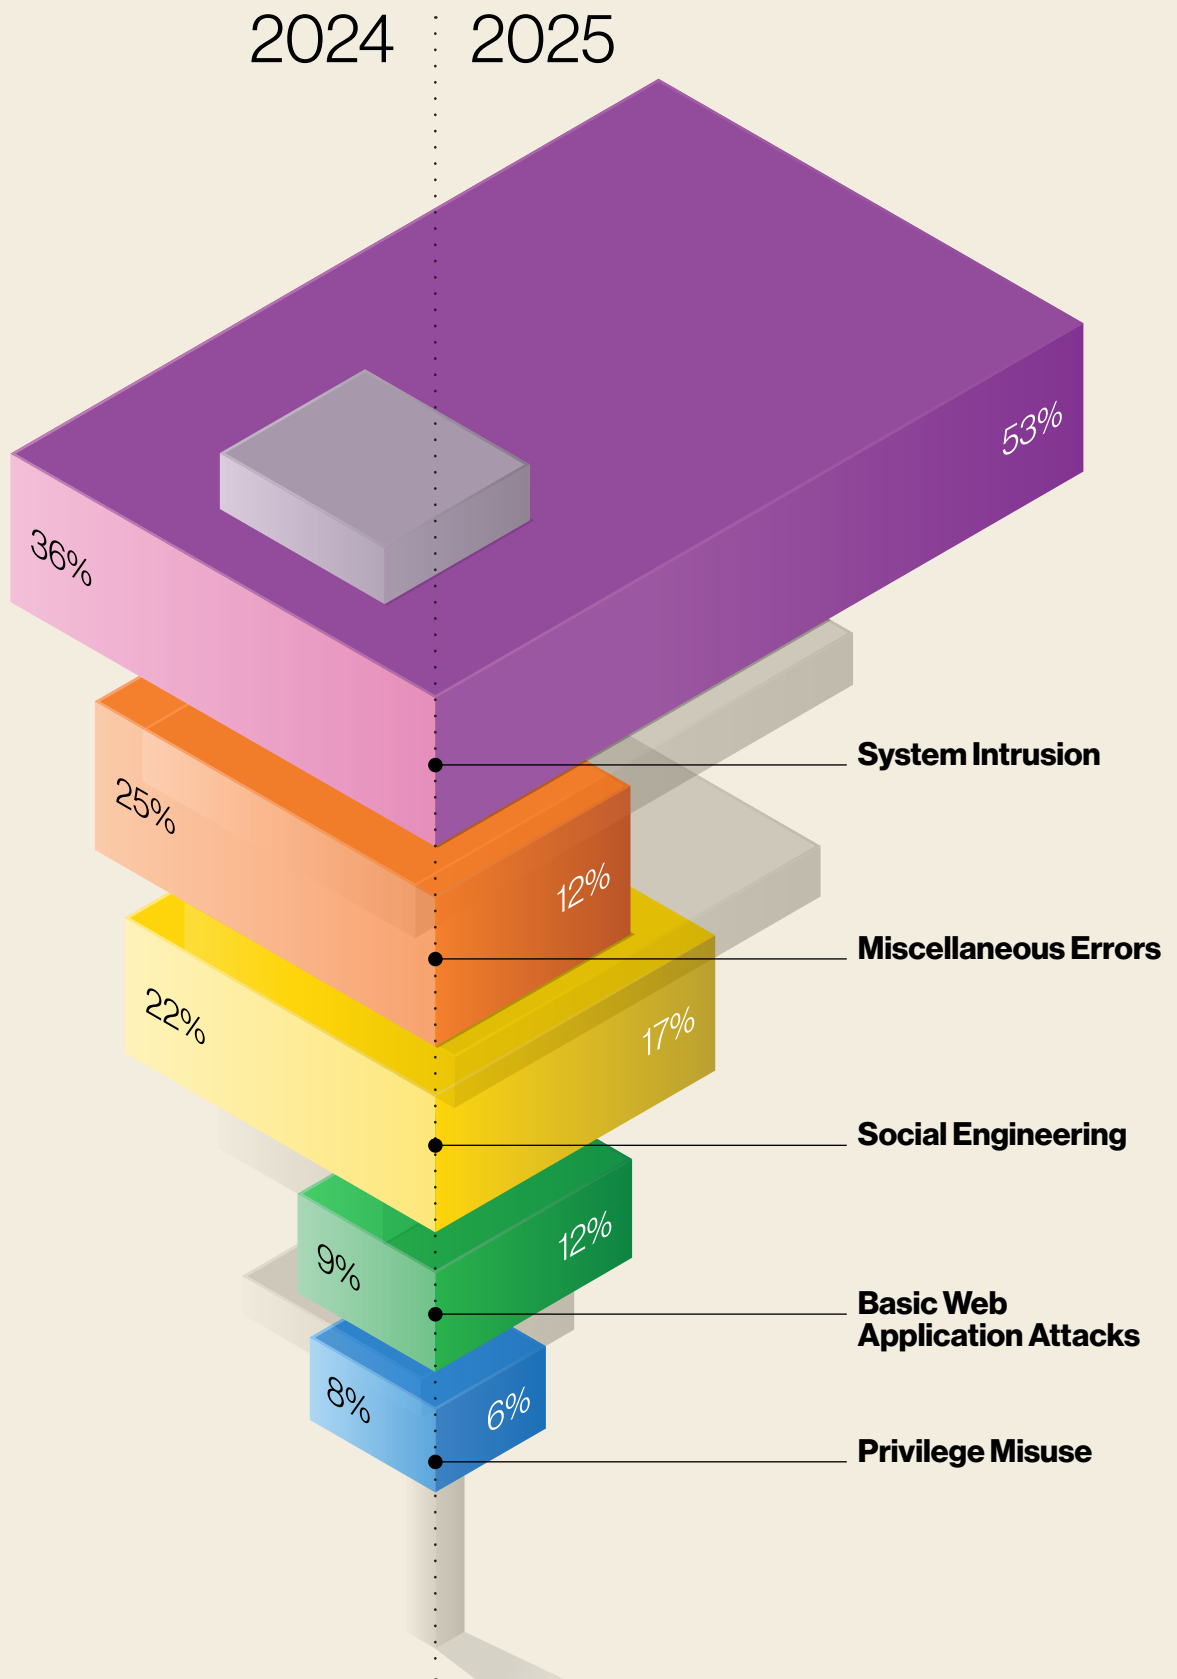 2024 2025
53%
36%
System Intrusion
25%
12%
Miscellaneous Errors
22%
17%
Social Engineering
9%
12%
Basic Web
Application Attacks
8%
6%
Privilege Misuse